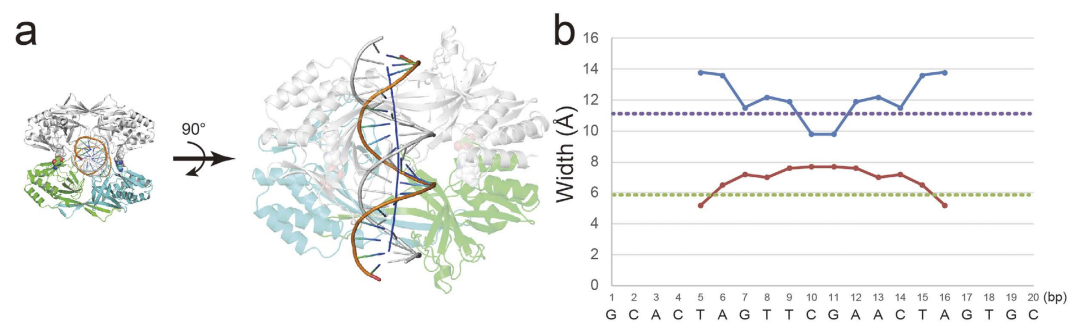 a
90°
b
Width (Å)
16
14
12
10
8
6
4
2
0
1 2 3 4 5 6 7 8 9 10 11 12 13 14 15 16 17 18 19 20 (bp)
G C A C T A G T T C G A A C T A G T G C